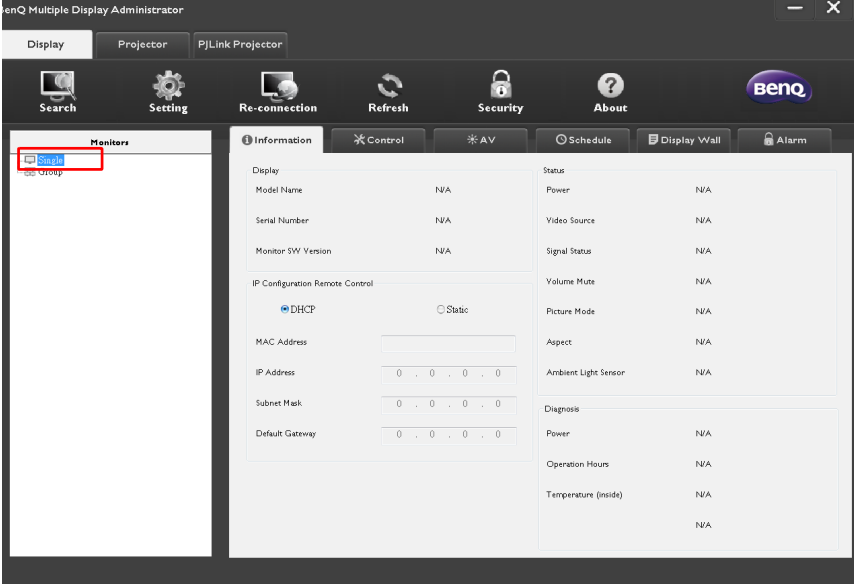 BenQ Multiple Display Administrator
Display Projector PJLink Projector
Search Setting Re-connection Refresh Security About BenQ
Monitors
Single
Group
Information Control AV Schedule Display Wall Alarm
Display
Model Name N/A
Serial Number N/A
Monitor SW Version N/A
IP Configuration Remote Control
DHCP Static
MAC Address
IP Address 0 . 0 . 0 . 0
Subnet Mask 0 . 0 . 0 . 0
Default Gateway 0 . 0 . 0 . 0
Status
Power N/A
Video Source N/A
Signal Status N/A
Volume Mute N/A
Picture Mode N/A
Aspect N/A
Ambient Light Sensor N/A
Diagnosis
Power N/A
Operation Hours N/A
Temperature (inside) N/A
N/A